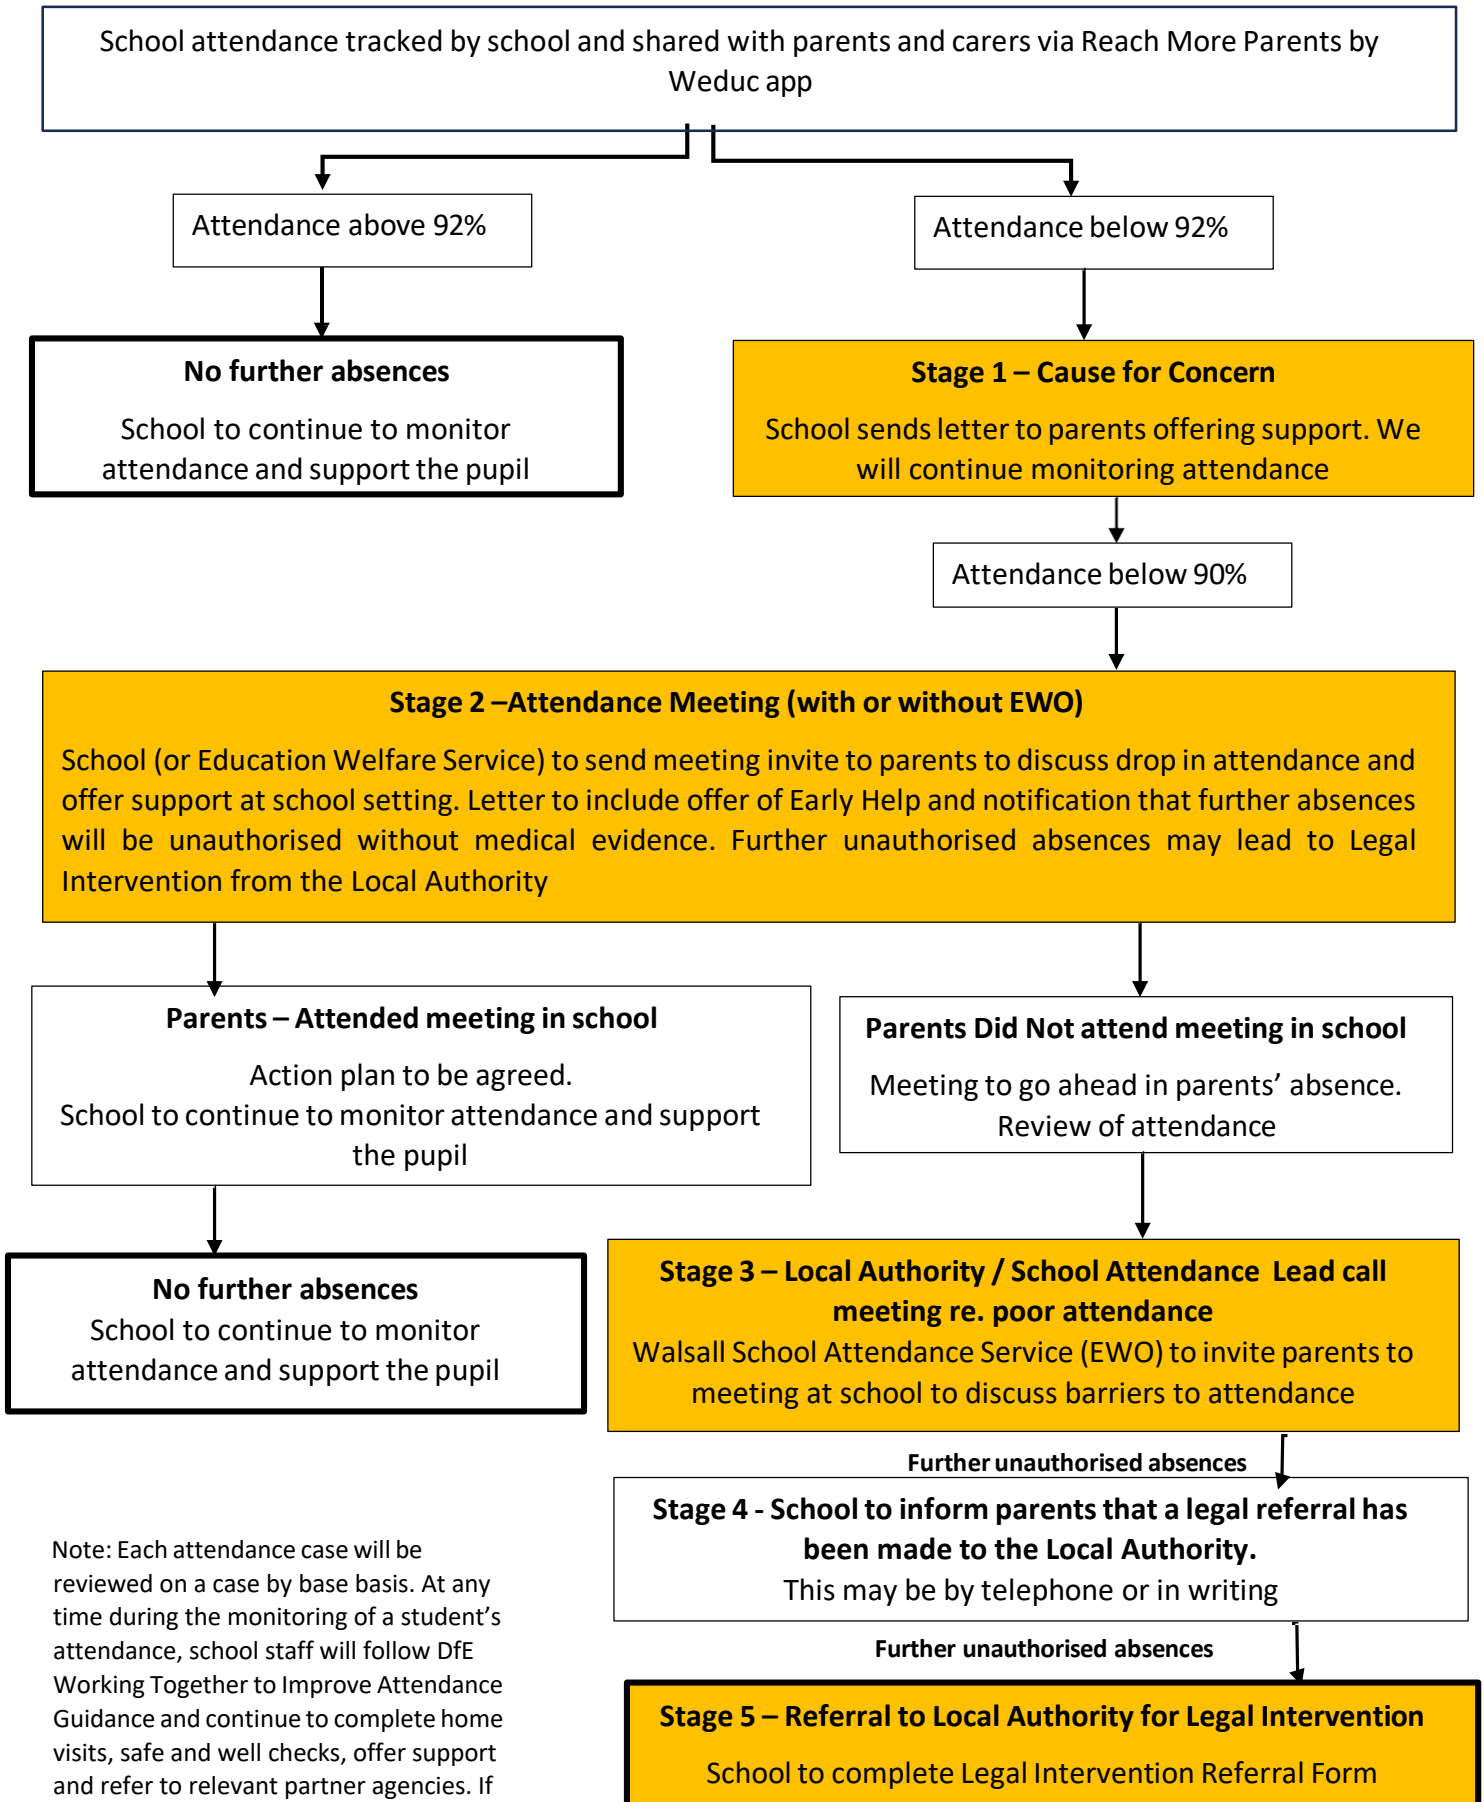 School attendance tracked by school and shared with parents and carers via Reach More Parents by
Weduc app
Attendance above 92%
Attendance below 92%
No further absences
School to continue to monitor
attendance and support the pupil
Stage 1 – Cause for Concern
School sends letter to parents offering support. We
will continue monitoring attendance
Attendance below 90%
Stage 2 –Attendance Meeting (with or without EWO)
School (or Education Welfare Service) to send meeting invite to parents to discuss drop in attendance and
offer support at school setting. Letter to include offer of Early Help and notification that further absences
will be unauthorised without medical evidence. Further unauthorised absences may lead to Legal
Intervention from the Local Authority
Parents – Attended meeting in school
Action plan to be agreed.
School to continue to monitor attendance and support
the pupil
Parents Did Not attend meeting in school
Meeting to go ahead in parents’ absence.
Review of attendance
No further absences
School to continue to monitor
attendance and support the pupil
Stage 3 – Local Authority / School Attendance Lead call
meeting re. poor attendance
Walsall School Attendance Service (EWO) to invite parents to
meeting at school to discuss barriers to attendance
Further unauthorised absences
Stage 4 - School to inform parents that a legal referral has
been made to the Local Authority.
This may be by telephone or in writing
Further unauthorised absences
Stage 5 – Referral to Local Authority for Legal Intervention
School to complete Legal Intervention Referral Form
Note: Each attendance case will be
reviewed on a case by base basis. At any
time during the monitoring of a student’s
attendance, school staff will follow DfE
Working Together to Improve Attendance
Guidance and continue to complete home
visits, safe and well checks, offer support
and refer to relevant partner agencies. If